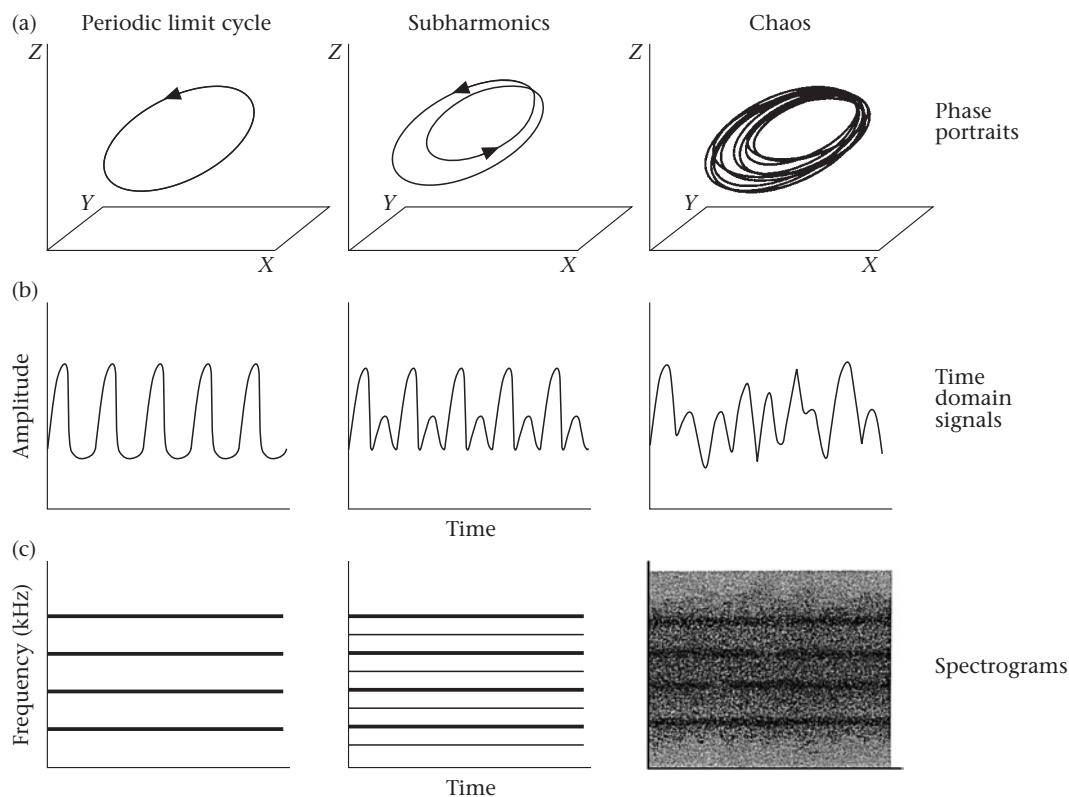 (a)
Periodic limit cycle
Subharmonics
Chaos
Z
Z
Z
Y
Y
Y
X
X
X
Phase
portraits
(b)
Amplitude
Time
Time
domain
signals
(c)
Frequency (kHz)
Time
Spectrograms